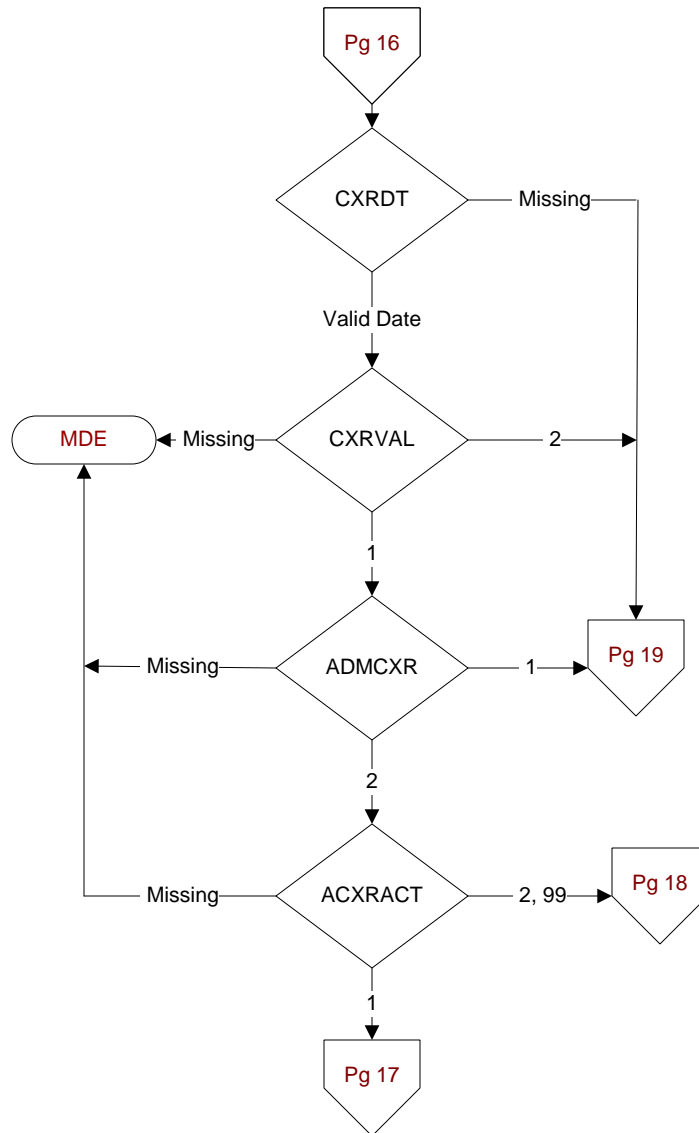 Pg 16
CXRDT
Missing
Valid Date
MDE
Missing
CXRVAL
2
1
Missing
ADMCXR
1
Pg 19
2
Missing
ACXRACT
2, 99
Pg 18
1
Pg 17